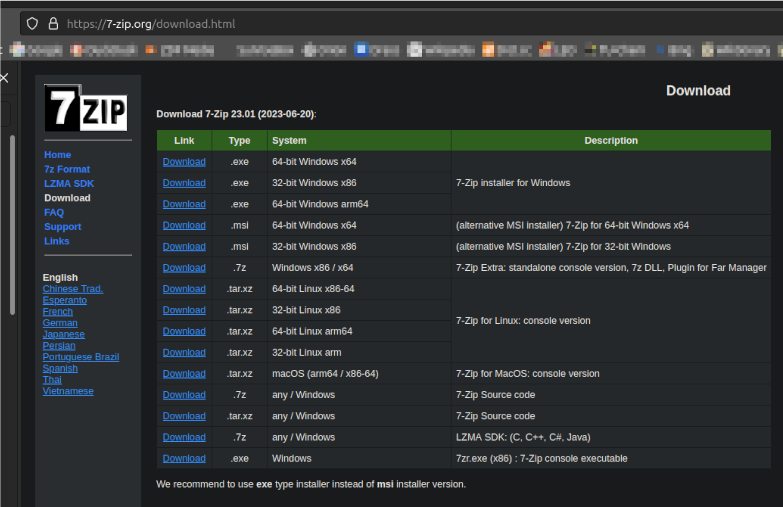 https://7-zip.org/download.html
7ZIP
Home
7z Format
LZMA SDK
Download
FAQ
Support
Links
English
Chinese Trad.
Esperanto
French
German
Japanese
Persian
Portuguese Brazil
Spanish
Thai
Vietnamese
Download
Download 7-Zip 23.01 (2023-06-20):
Link Type System Description
Download .exe 64-bit Windows x64
Download .exe 32-bit Windows x86 7-Zip installer for Windows
Download .exe 64-bit Windows arm64
Download .msi 64-bit Windows x64 (alternative MSI installer) 7-Zip for 64-bit Windows x64
Download .msi 32-bit Windows x86 (alternative MSI installer) 7-Zip for 32-bit Windows
Download .7z Windows x86 / x64 7-Zip Extra: standalone console version, 7z DLL, Plugin for Far Manager
Download .tar.xz 64-bit Linux x86-64
Download .tar.xz 32-bit Linux x86
7-Zip for Linux: console version
Download .tar.xz 64-bit Linux arm64
Download .tar.xz 32-bit Linux arm
Download .tar.xz macOS (arm64 / x86-64) 7-Zip for MacOS: console version
Download .7z any / Windows 7-Zip Source code
Download .tar.xz any / Windows 7-Zip Source code
Download .7z any / Windows LZMA SDK: (C, C++, C#, Java)
Download .exe Windows 7zr.exe (x86) : 7-Zip console executable
We recommend to use exe type installer instead of msi installer version.